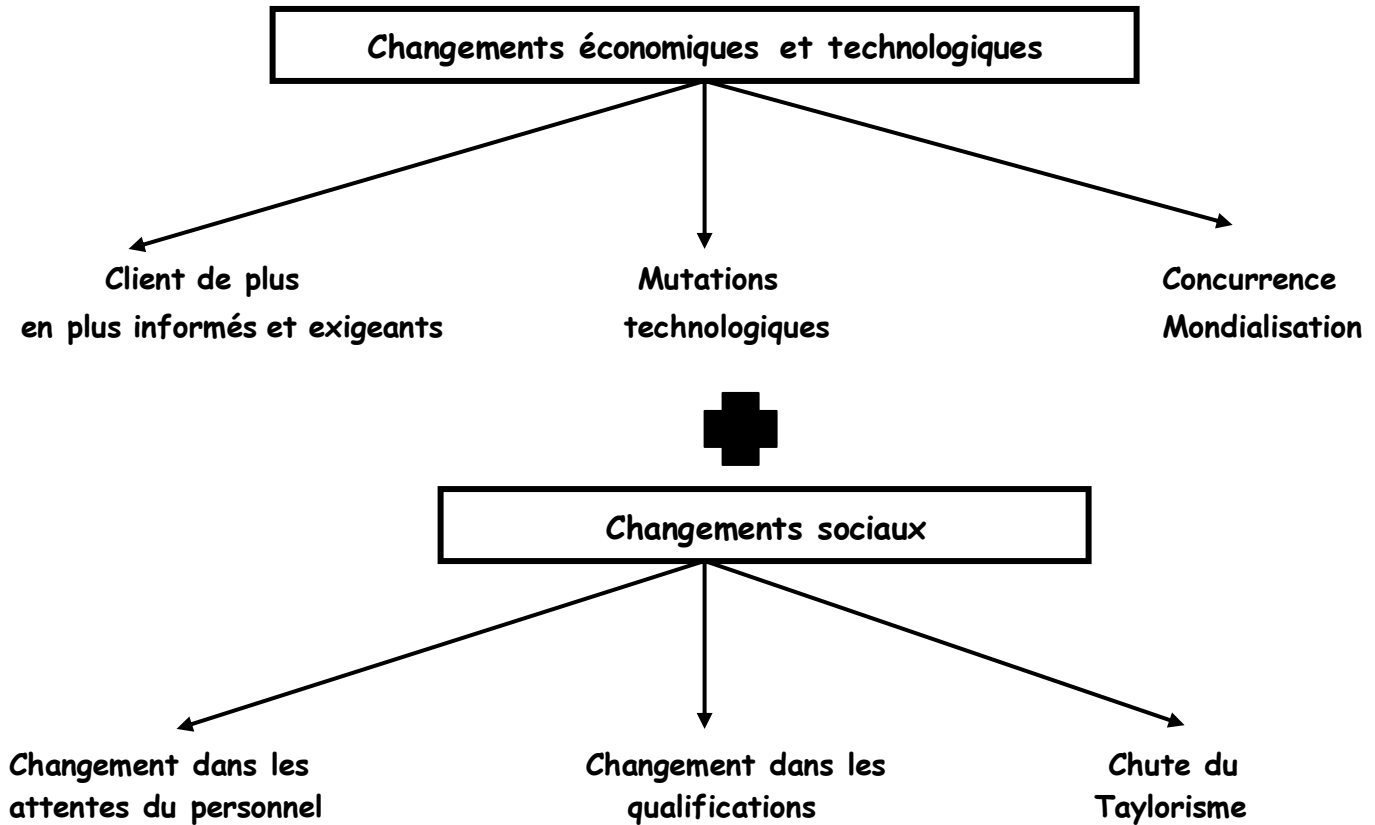 Changements économiques et technologiques
Client de plus
en plus informés et exigeants
Mutations
technologiques
Concurrence
Mondialisation
Changements sociaux
Changement dans les
attentes du personnel
Changement dans les
qualifications
Chute du
Taylorisme